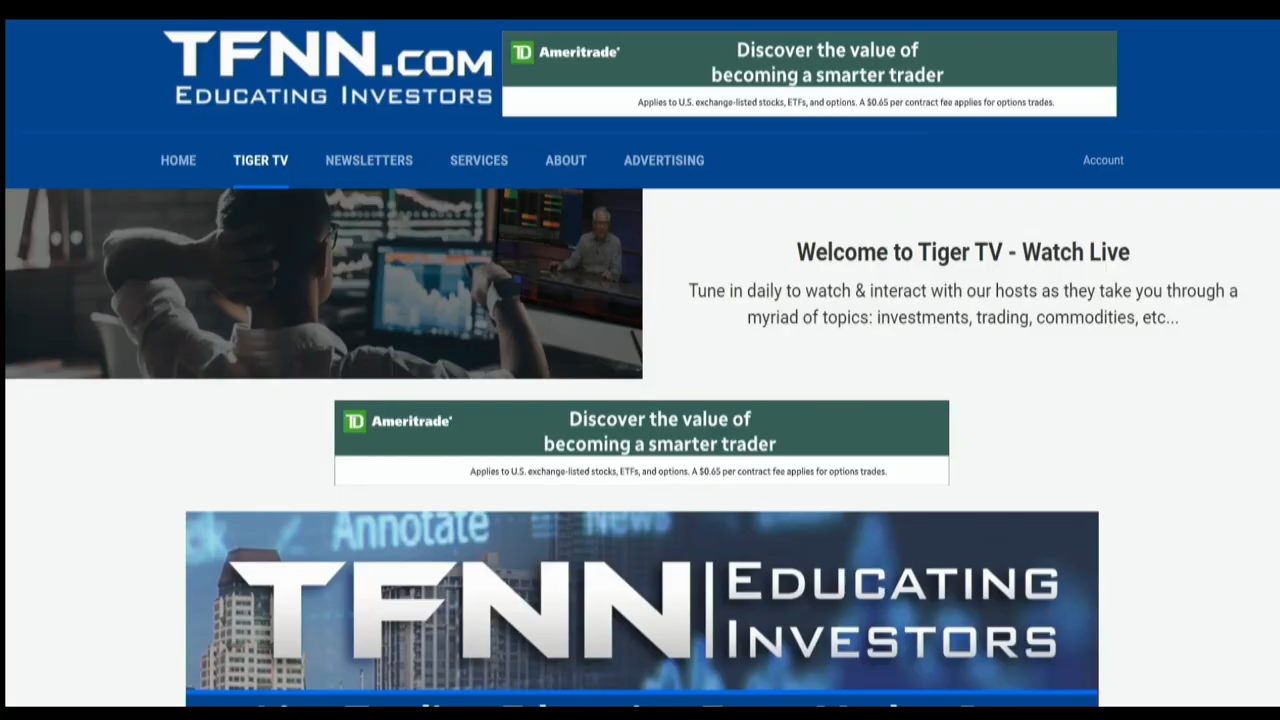 TFNN.COM
EDUCATING INVESTORS
TD Ameritrade
Discover the value of
becoming a smarter trader
Applies to U.S. exchange-listed stocks, ETFs, and options. A $0.65 per contract fee applies for options trades.
HOME TIGER TV NEWSLETTERS SERVICES ABOUT ADVERTISING Account
Welcome to Tiger TV - Watch Live
Tune in daily to watch & interact with our hosts as they take you through a
myriad of topics: investments, trading, commodities, etc...
TD Ameritrade
Discover the value of
becoming a smarter trader
Applies to U.S. exchange-listed stocks, ETFs, and options. A $0.65 per contract fee applies for options trades.
Annotate News
TFNN EDUCATING
INVESTORS